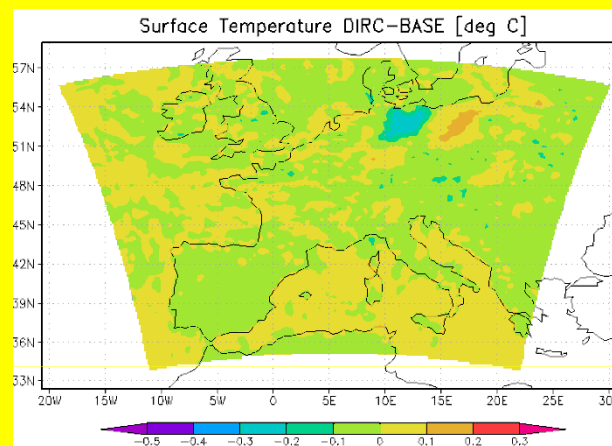 Surface Temperature DIRC-BASE [deg C]
57N
54N
51N
48N
45N
42N
39N
36N
33N
20W 15W 10W 5W 0 5E 10E 15E 20E 25E 30E
-0.5 -0.4 -0.3 -0.2 -0.1 0 0.1 0.2 0.3